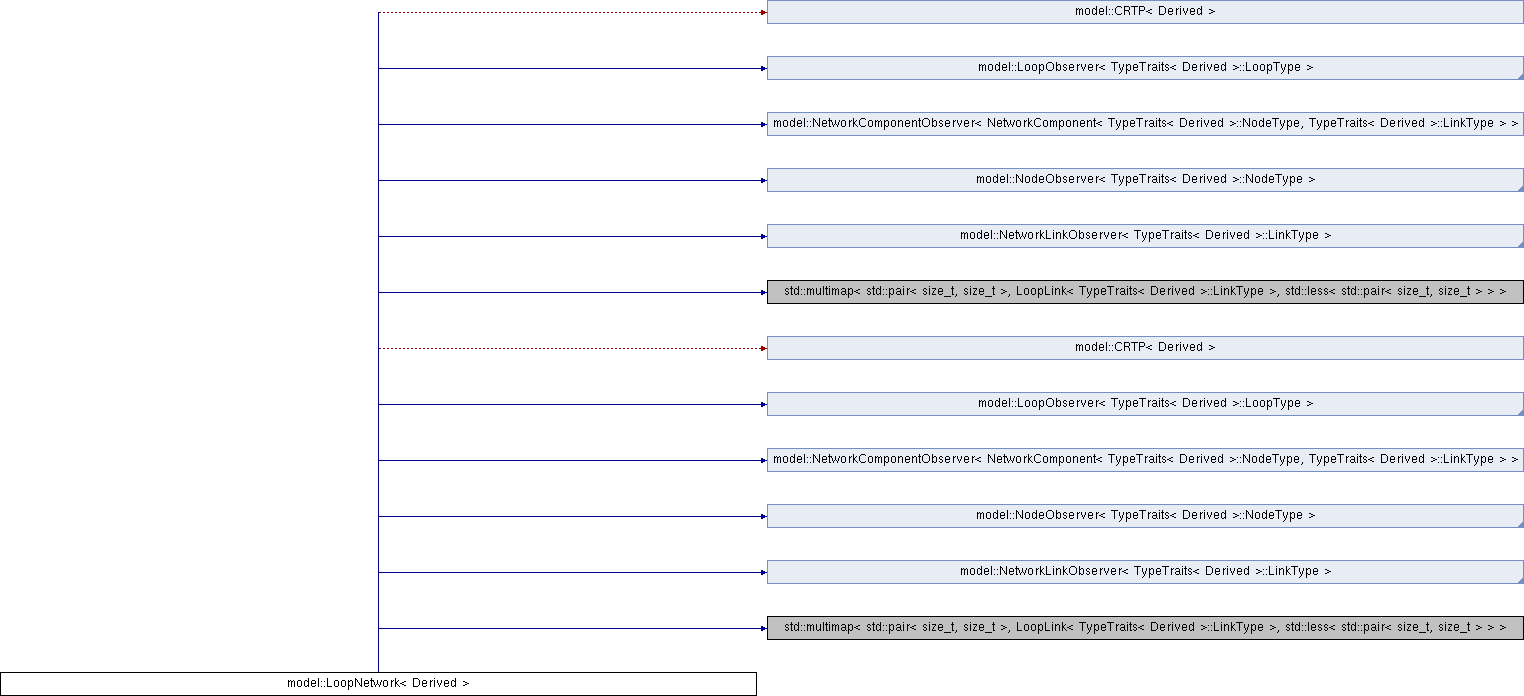 model::CRTP< Derived >
model::LoopObserver< TypeTraits< Derived >::LoopType >
model::NetworkComponentObserver< NetworkComponent< TypeTraits< Derived >::NodeType, TypeTraits< Derived >::LinkType > >
model::NodeObserver< TypeTraits< Derived >::NodeType >
model::NetworkLinkObserver< TypeTraits< Derived >::LinkType >
std::multimap< std::pair< size_t, size_t >, LoopLink< TypeTraits< Derived >::LinkType >, std::less< std::pair< size_t, size_t > > >
model::CRTP< Derived >
model::LoopObserver< TypeTraits< Derived >::LoopType >
model::NetworkComponentObserver< NetworkComponent< TypeTraits< Derived >::NodeType, TypeTraits< Derived >::LinkType > >
model::NodeObserver< TypeTraits< Derived >::NodeType >
model::NetworkLinkObserver< TypeTraits< Derived >::LinkType >
std::multimap< std::pair< size_t, size_t >, LoopLink< TypeTraits< Derived >::LinkType >, std::less< std::pair< size_t, size_t > > >
model::LoopNetwork< Derived >